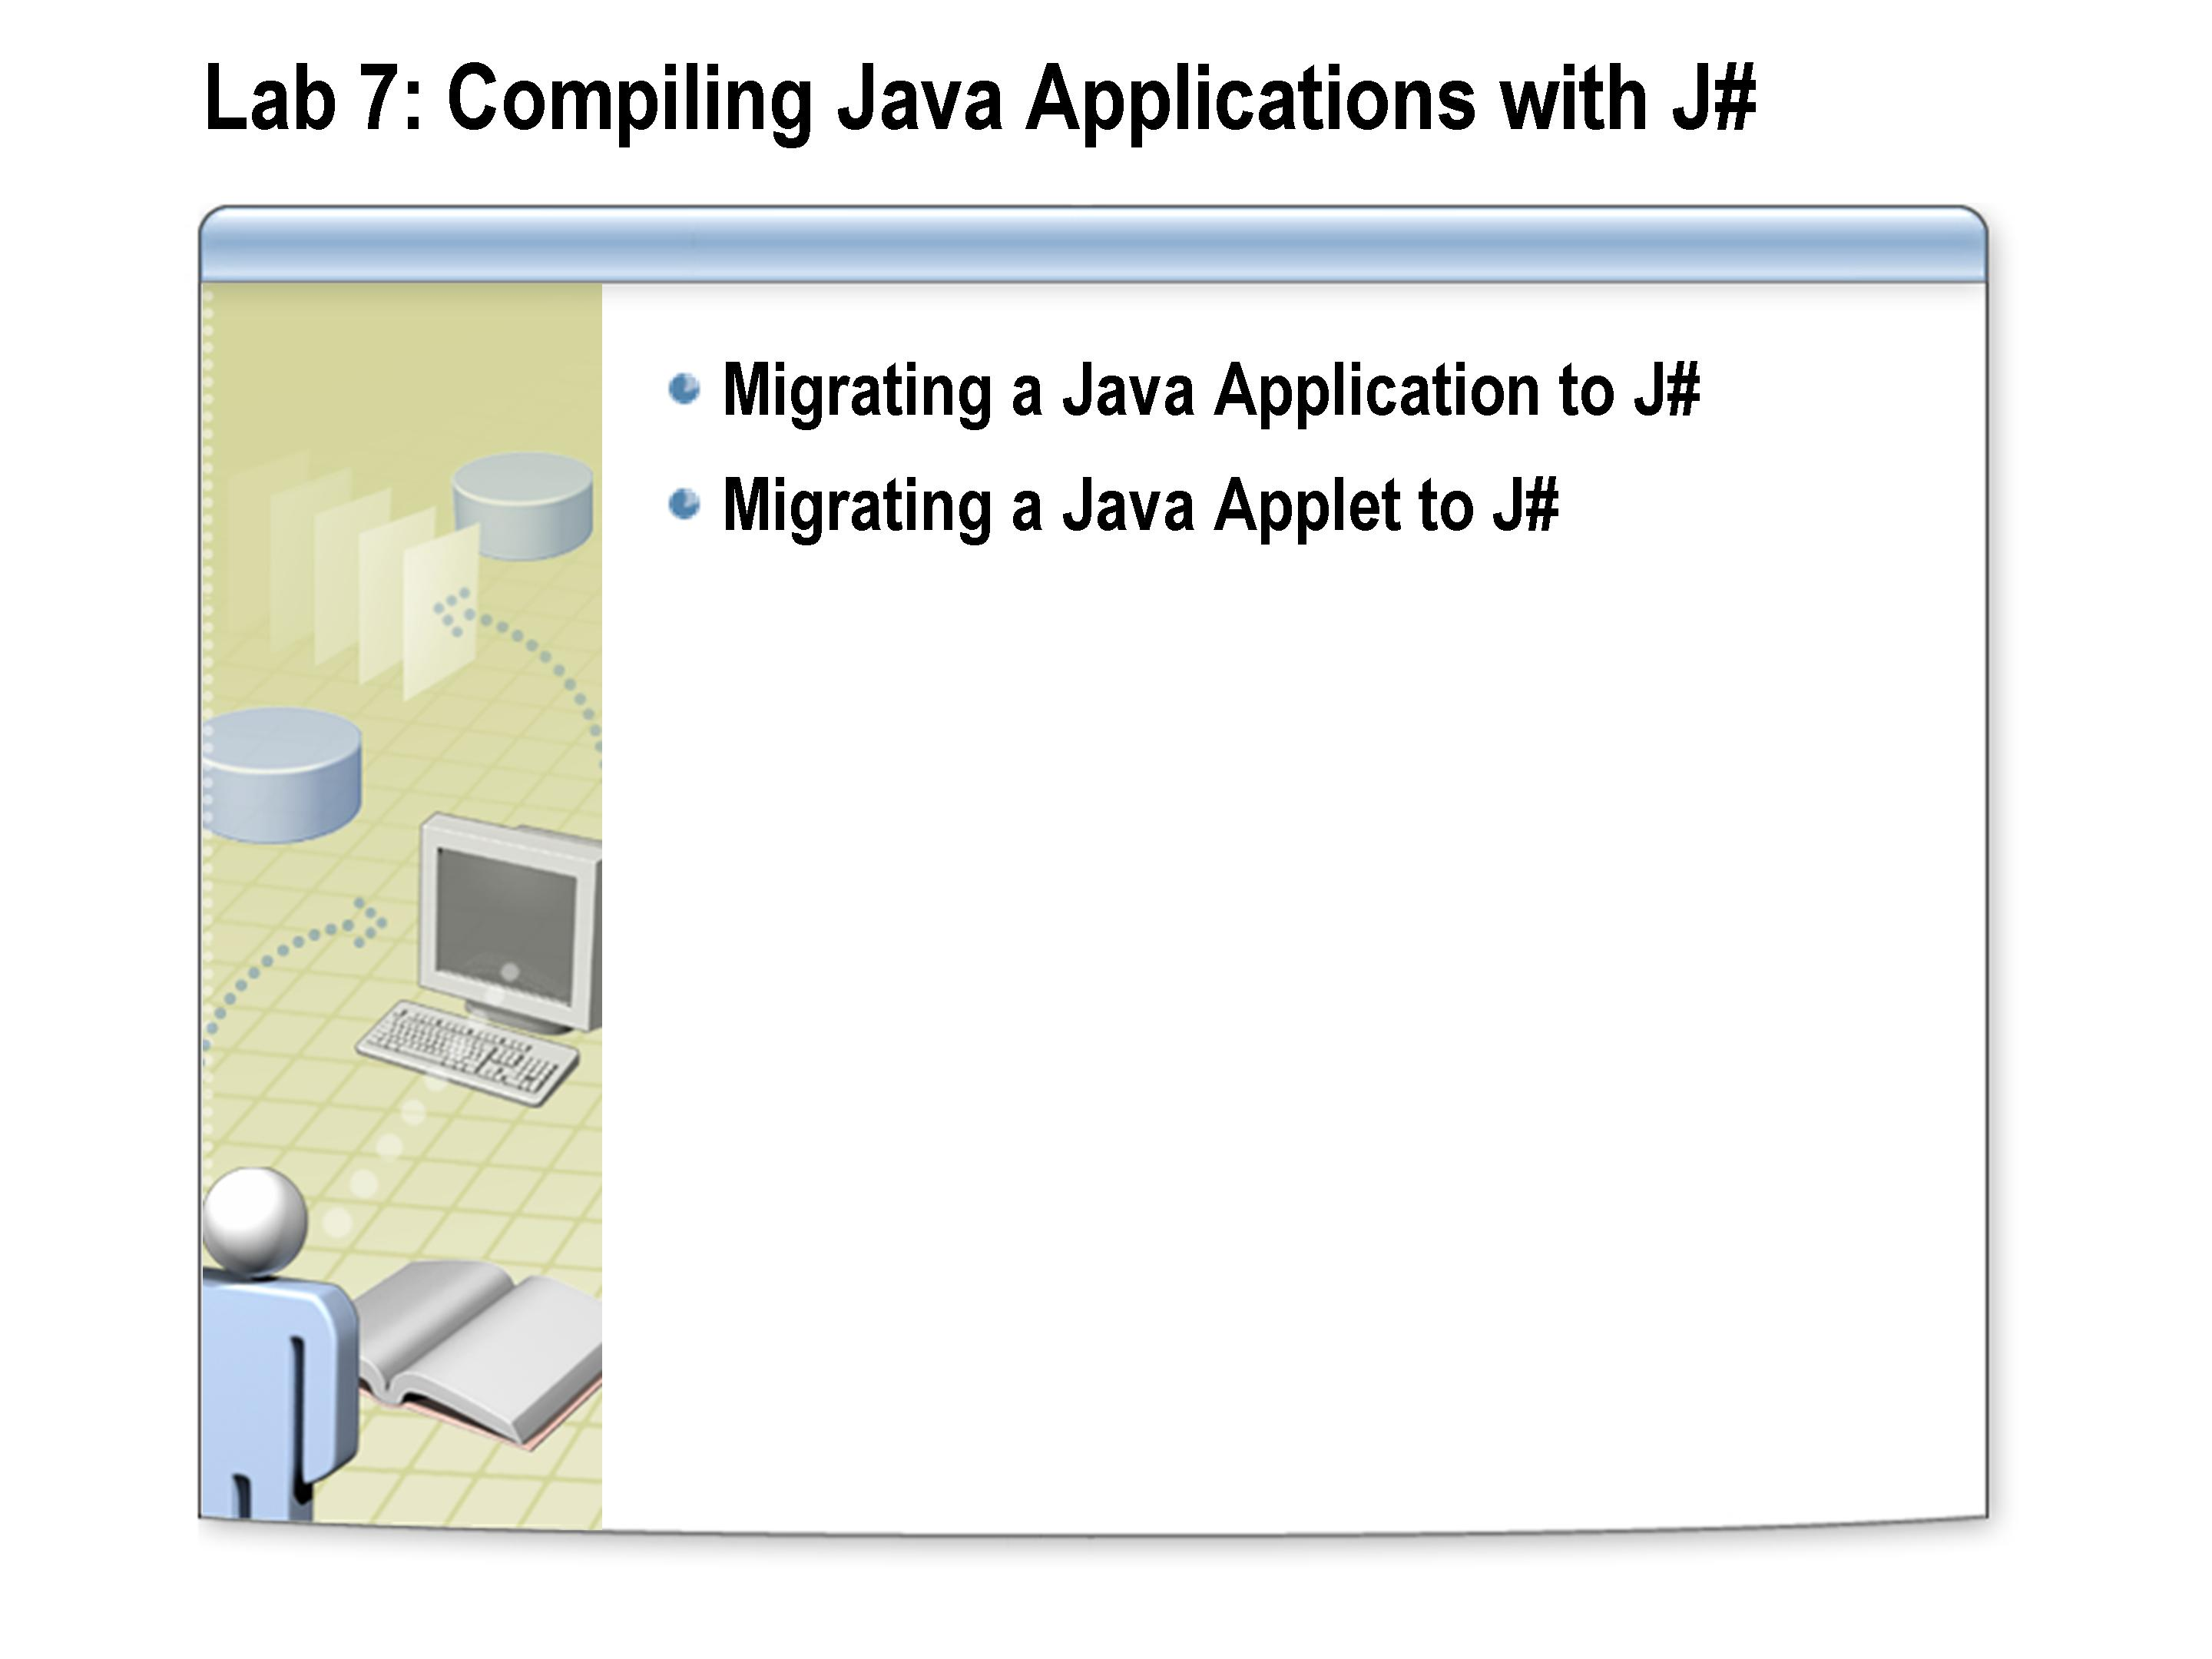 Lab 7: Compiling Java Applications with J#
Migrating a Java Application to J#
Migrating a Java Applet to J#